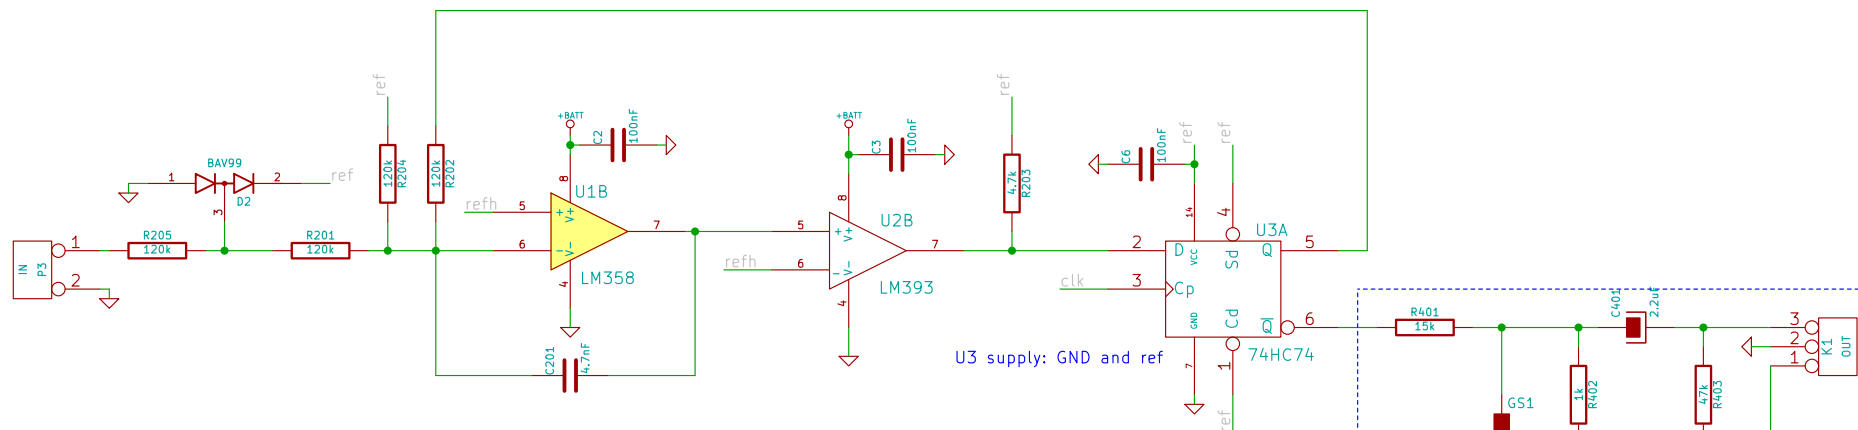 IN
P3
1
2
R205
120k
BAV99
1
2
3
D2
ref
R201
120k
ref
120k
R204
120k
R202
refh
+BATT
C2
100nF
8
U1B
5
6
+
V+
-
V-
7
4
LM358
C201
4.7nF
refh
+BATT
C3
100nF
8
U2B
5
6
+
V+
-
V-
7
4
LM393
ref
4.7k
R203
clk
C6
100nF
ref
ref
14
4
U3A
2
D
VCC
Sd
Q
5
3
Cp
GND
Cd
Q
6
7
1
74HC74
ref
U3 supply: GND and ref
R401
15k
GS1
1k
R402
C401
2.2uF
47k
R403
3
2
1
K1
OUT